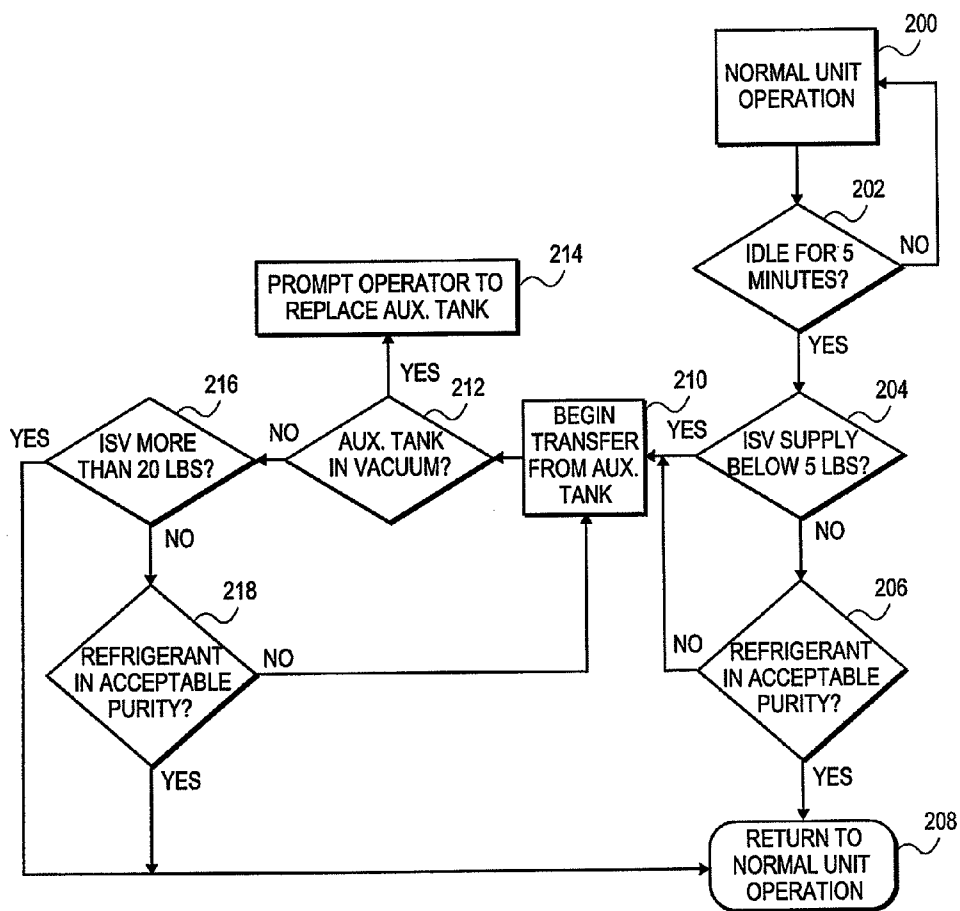 200
NORMAL UNIT
OPERATION
202
IDLE FOR 5
MINUTES?
NO
YES
214
PROMPT OPERATOR TO
REPLACE AUX. TANK
YES
204
ISV SUPPLY
BELOW 5 LBS?
YES
NO
210
BEGIN
TRANSFER
FROM AUX.
TANK
212
AUX. TANK
IN VACUUM?
NO
216
ISV MORE
THAN 20 LBS?
YES
NO
218
REFRIGERANT
IN ACCEPTABLE
PURITY?
NO
YES
206
REFRIGERANT
IN ACCEPTABLE
PURITY?
NO
YES
208
RETURN TO
NORMAL UNIT
OPERATION